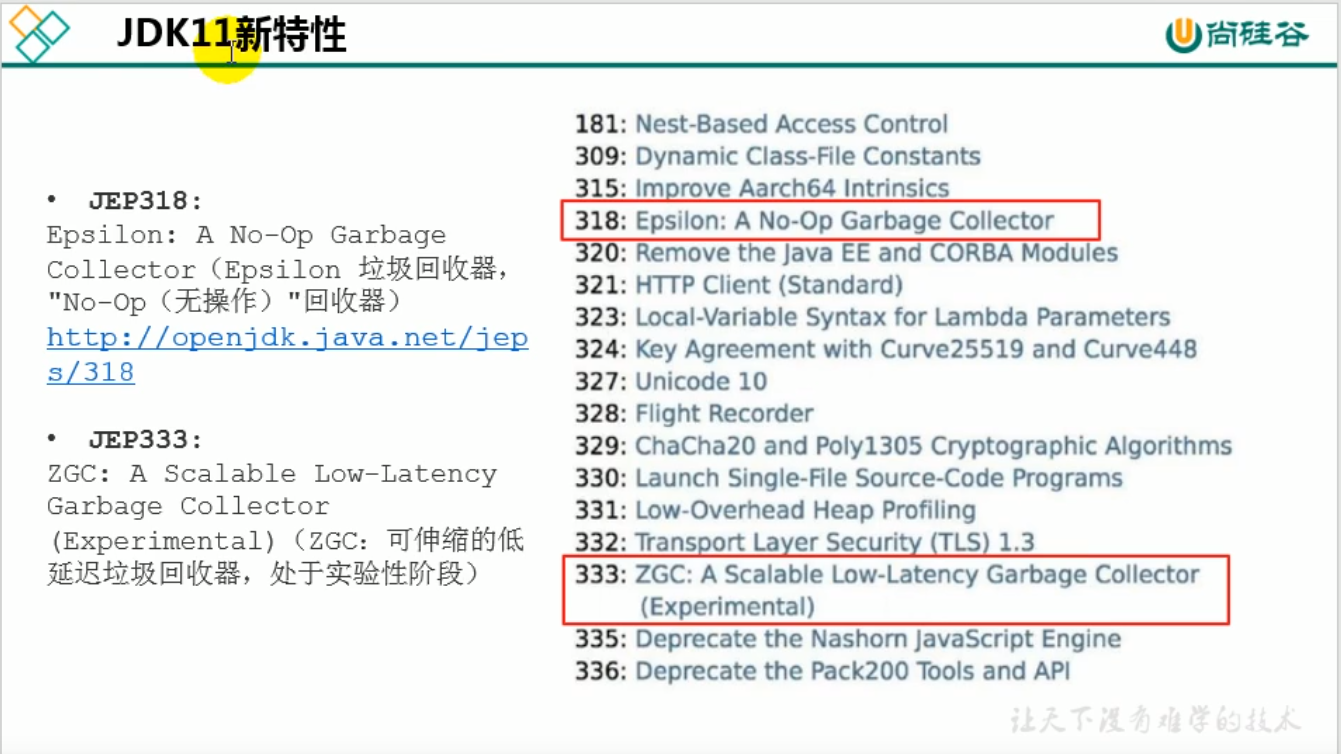 JDK11新特性
尚硅谷
• JEP318:
Epsilon: A No-Op Garbage
Collector（Epsilon 垃圾回收器，
"No-Op（无操作）"回收器）
http://openjdk.java.net/jep
s/318
• JEP333:
ZGC: A Scalable Low-Latency
Garbage Collector
(Experimental)（ZGC：可伸缩的低
延迟垃圾回收器，处于实验性阶段）
181: Nest-Based Access Control
309: Dynamic Class-File Constants
315: Improve Aarch64 Intrinsics
318: Epsilon: A No-Op Garbage Collector
320: Remove the Java EE and CORBA Modules
321: HTTP Client (Standard)
323: Local-Variable Syntax for Lambda Parameters
324: Key Agreement with Curve25519 and Curve448
327: Unicode 10
328: Flight Recorder
329: ChaCha20 and Poly1305 Cryptographic Algorithms
330: Launch Single-File Source-Code Programs
331: Low-Overhead Heap Profiling
332: Transport Layer Security (TLS) 1.3
333: ZGC: A Scalable Low-Latency Garbage Collector
(Experimental)
335: Deprecate the Nashorn JavaScript Engine
336: Deprecate the Pack200 Tools and API
让天下没有难学的技术